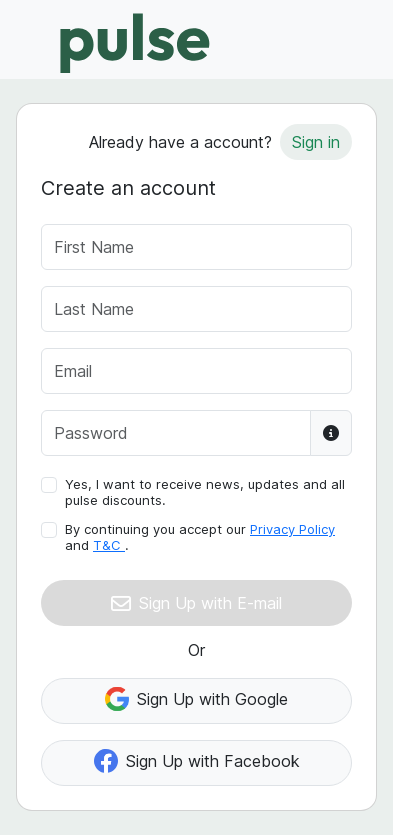 pulse
Already have a account? Sign in
Create an account
First Name
Last Name
Email
Password
Yes, I want to receive news, updates and all
pulse discounts.
By continuing you accept our Privacy Policy
and T&C .
Sign Up with E-mail
Or
Sign Up with Google
Sign Up with Facebook